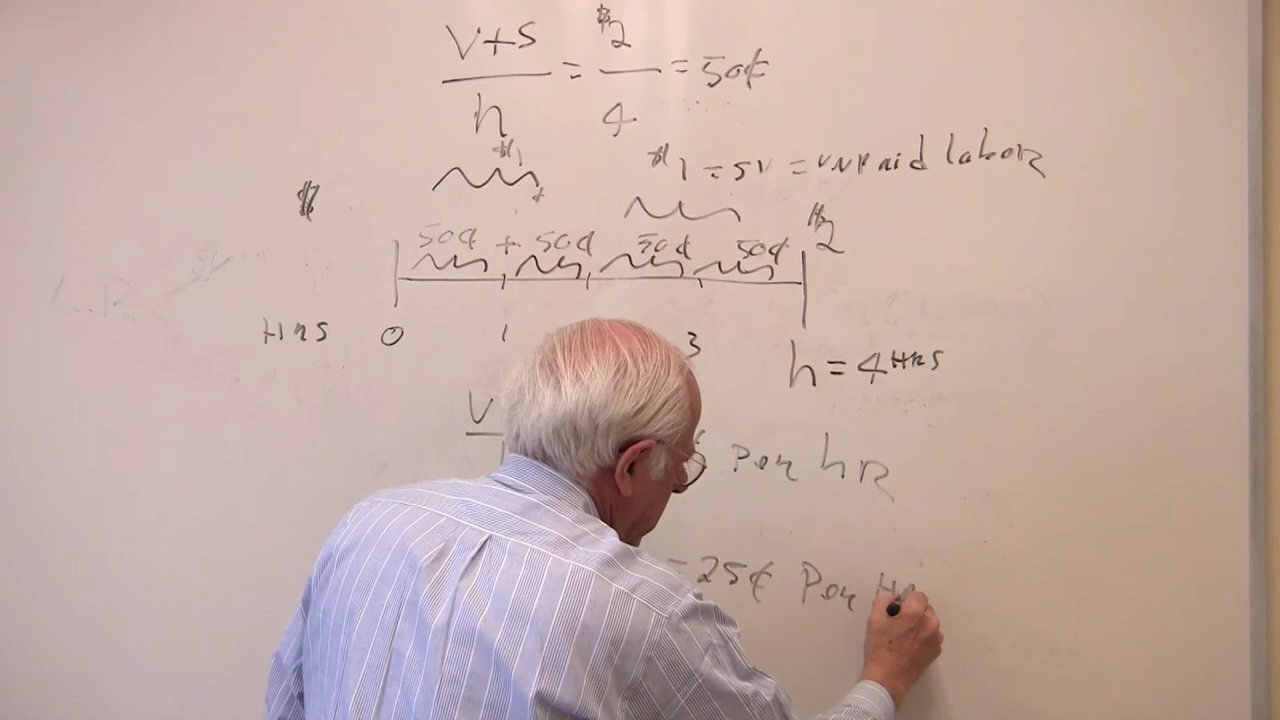 V+S = $2 = 50¢
h 4
$1 $1 = SV = unpaid labor
$
50¢ + 50¢ 50¢ 50¢ $2
HRS 0 1 3
h = 4 HRS
V Per hR
= 25¢ Per HR